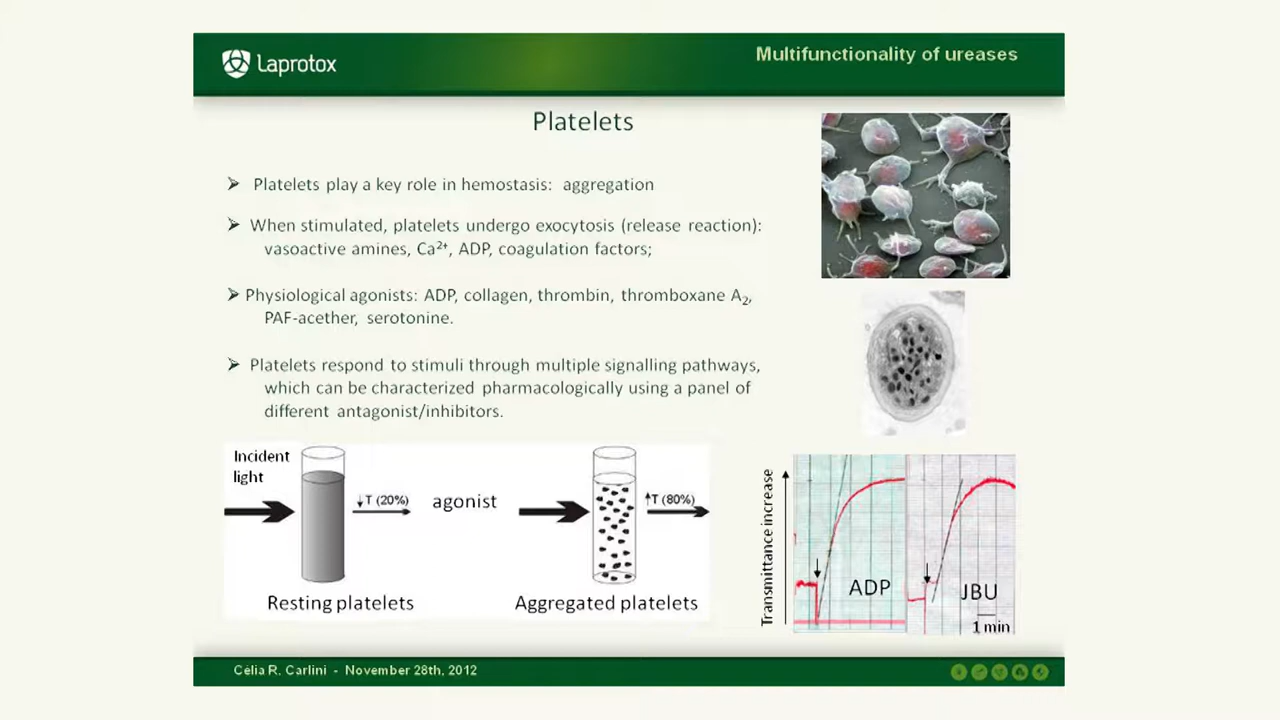 Laprotox
Multifunctionality of ureases
Platelets
➢ Platelets play a key role in hemostasis: aggregation
➢ When stimulated, platelets undergo exocytosis (release reaction):
vasoactive amines, Ca²⁺, ADP, coagulation factors;
➢ Physiological agonists: ADP, collagen, thrombin, thromboxane A₂,
PAF-acether, serotonine.
➢ Platelets respond to stimuli through multiple signalling pathways,
which can be characterized pharmacologically using a panel of
different antagonist/inhibitors.
Incident
light
↓T (20%)
agonist
↑T (80%)
Resting platelets
Aggregated platelets
Transmittance increase
ADP
JBU
1 min
Célia R. Carlini - November 28th, 2012